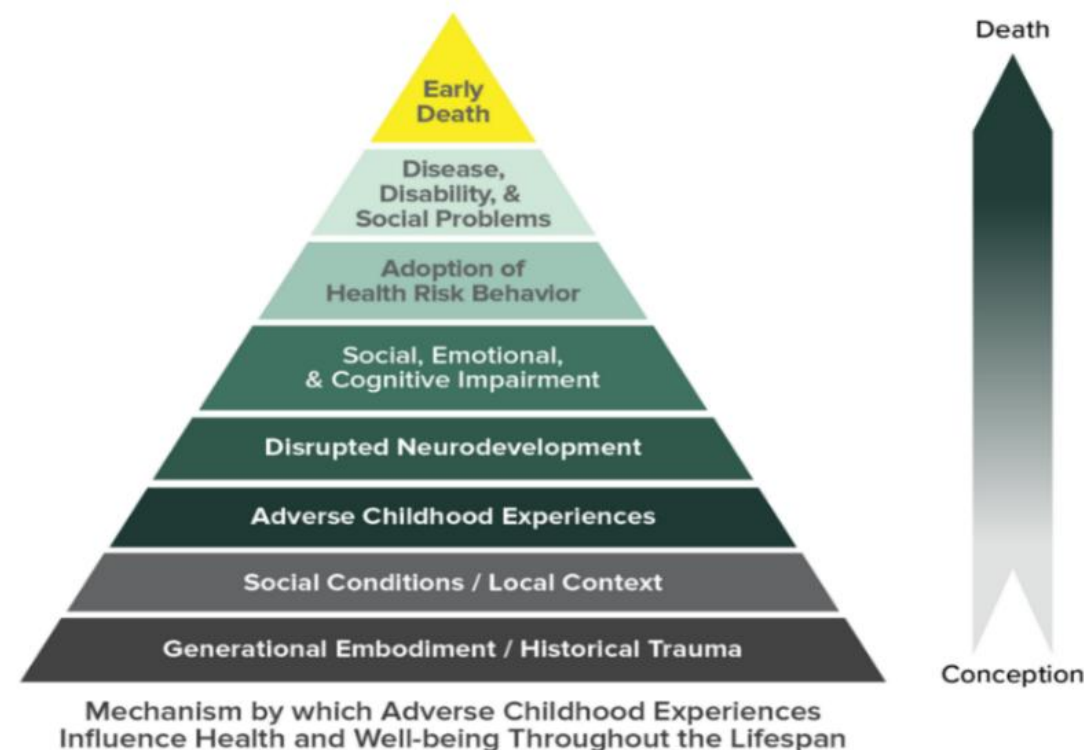 Early
Death
Disease,
Disability, &
Social Problems
Adoption of
Health Risk Behavior
Social, Emotional,
& Cognitive Impairment
Disrupted Neurodevelopment
Adverse Childhood Experiences
Social Conditions / Local Context
Generational Embodiment / Historical Trauma
Mechanism by which Adverse Childhood Experiences
Influence Health and Well-being Throughout the Lifespan
Death
Conception